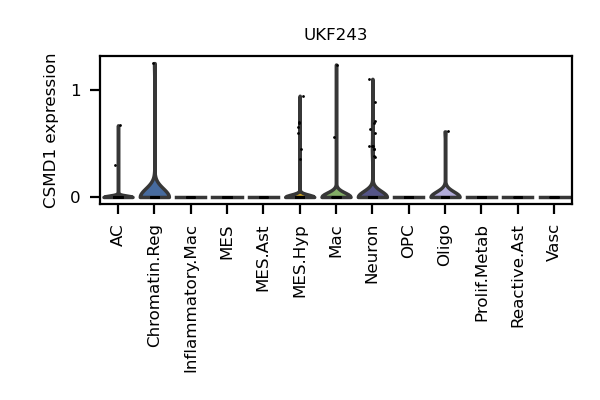 UKF243
CSMD1 expression
1
0
AC
Chromatin.Reg
Inflammatory.Mac
MES
MES.Ast
MES.Hyp
Mac
Neuron
OPC
Oligo
Prolif.Metab
Reactive.Ast
Vasc